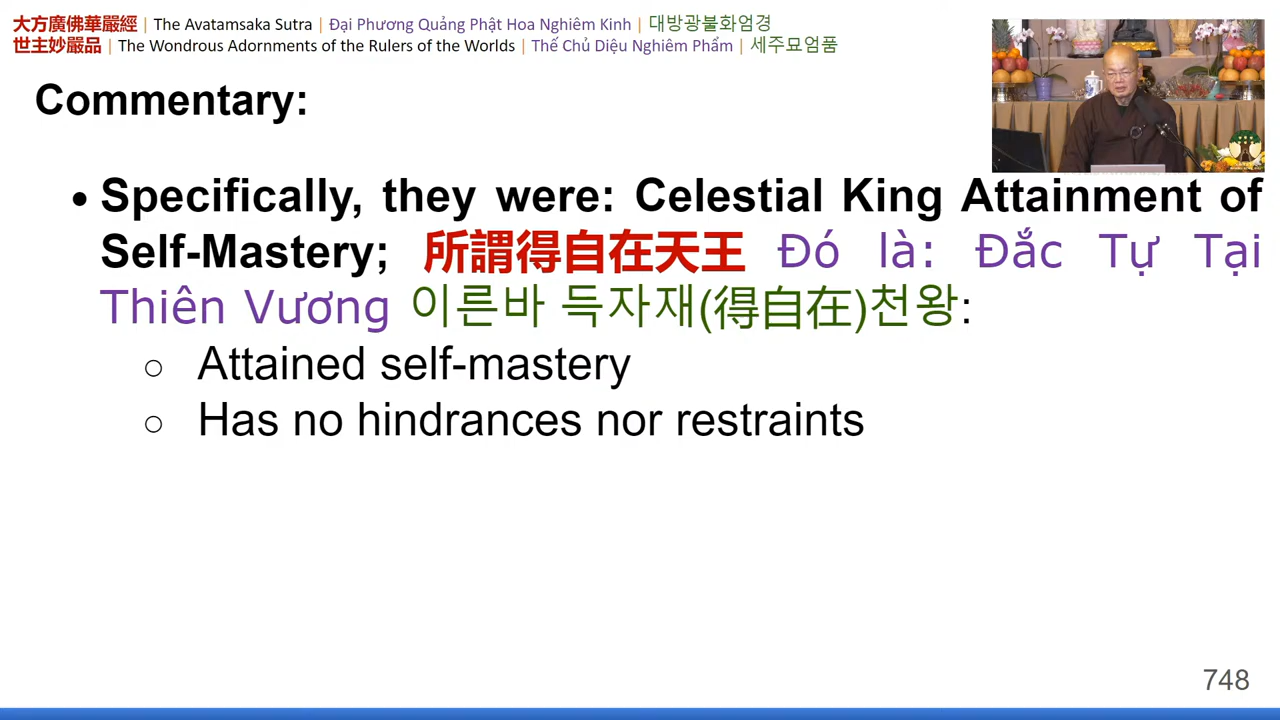 大方廣佛華嚴經 | The Avatamsaka Sutra | Đại Phương Quảng Phật Hoa Nghiêm Kinh | 대방광불화엄경
世主妙嚴品 | The Wondrous Adornments of the Rulers of the Worlds | Thế Chủ Diệu Nghiêm Phẩm | 세주묘엄품
Commentary:
• Specifically, they were: Celestial King Attainment of
Self-Mastery; 所謂得自在天王 Đó là: Đắc Tự Tại
Thiên Vương 이른바 득자재(得自在)천왕:
○ Attained self-mastery
○ Has no hindrances nor restraints
748